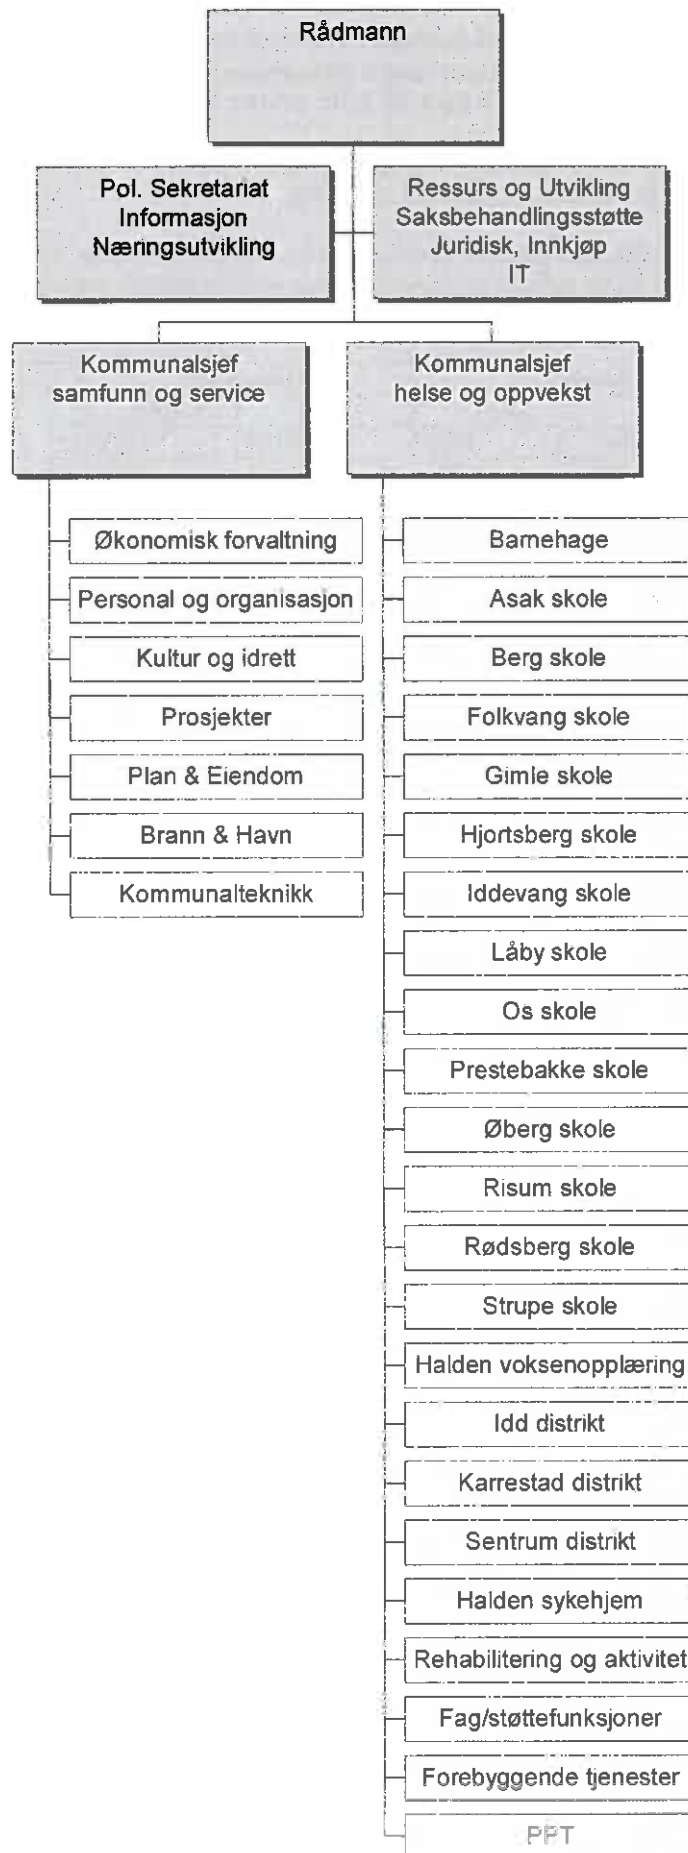 Rådmann
Pol. Sekretariat
Informasjon
Næringsutvikling
Ressurs og Utvikling
Saksbehandlingsstøtte
Juridisk, Innkjøp
IT
Kommunalsjef
samfunn og service
Kommunalsjef
helse og oppvekst
Økonomisk forvaltning
Personal og organisasjon
Kultur og idrett
Prosjekter
Plan & Eiendom
Brann & Havn
Kommunalteknikk
Barnehage
Asak skole
Berg skole
Folkvang skole
Gimle skole
Hjortsberg skole
Iddevang skole
Låby skole
Os skole
Prestebakke skole
Øberg skole
Risum skole
Rødsberg skole
Strupe skole
Halden voksenopplæring
Idd distrikt
Karrestad distrikt
Sentrum distrikt
Halden sykehjem
Rehabilitering og aktivitet
Fag/støttefunksjoner
Forebyggende tjenester
PPT